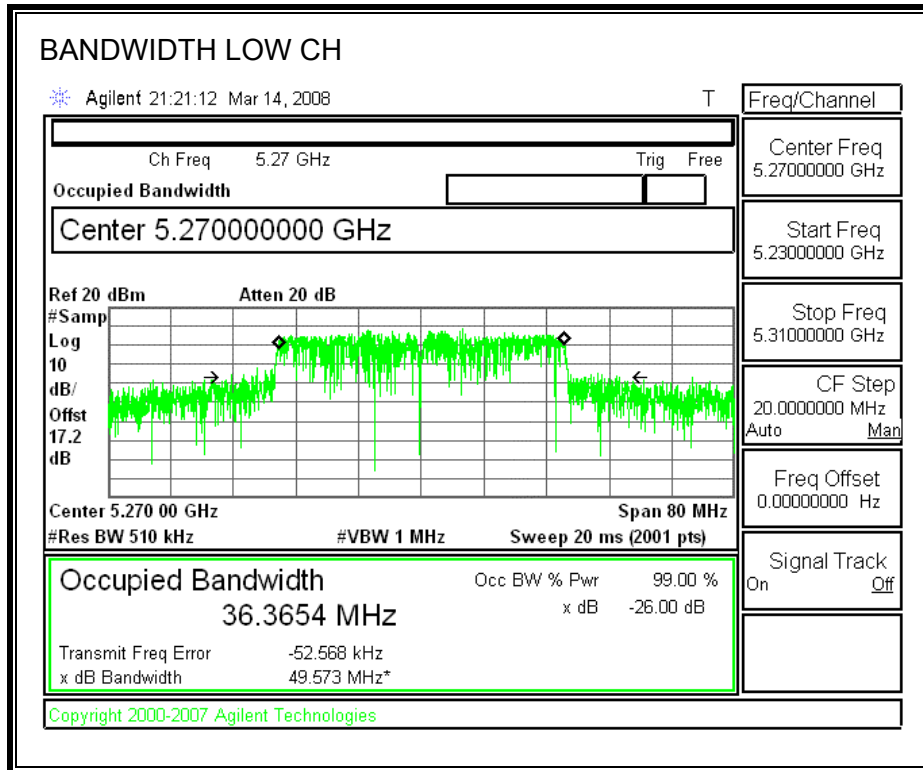 BANDWIDTH LOW CH
Agilent 21:21:12 Mar 14, 2008 T
Freq/Channel
Ch Freq 5.27 GHz Trig Free
Occupied Bandwidth
Center 5.270000000 GHz
Center Freq
5.27000000 GHz
Start Freq
5.23000000 GHz
Stop Freq
5.31000000 GHz
CF Step
20.0000000 MHz
Auto Man
Freq Offset
0.00000000 Hz
Signal Track
On Off
Ref 20 dBm Atten 20 dB
#Samp
Log
10
dB/
Offst
17.2
dB
Center 5.270 00 GHz Span 80 MHz
#Res BW 510 kHz #VBW 1 MHz Sweep 20 ms (2001 pts)
Occupied Bandwidth Occ BW % Pwr 99.00 %
36.3654 MHz x dB -26.00 dB
Transmit Freq Error -52.568 kHz
x dB Bandwidth 49.573 MHz*
Copyright 2000-2007 Agilent Technologies